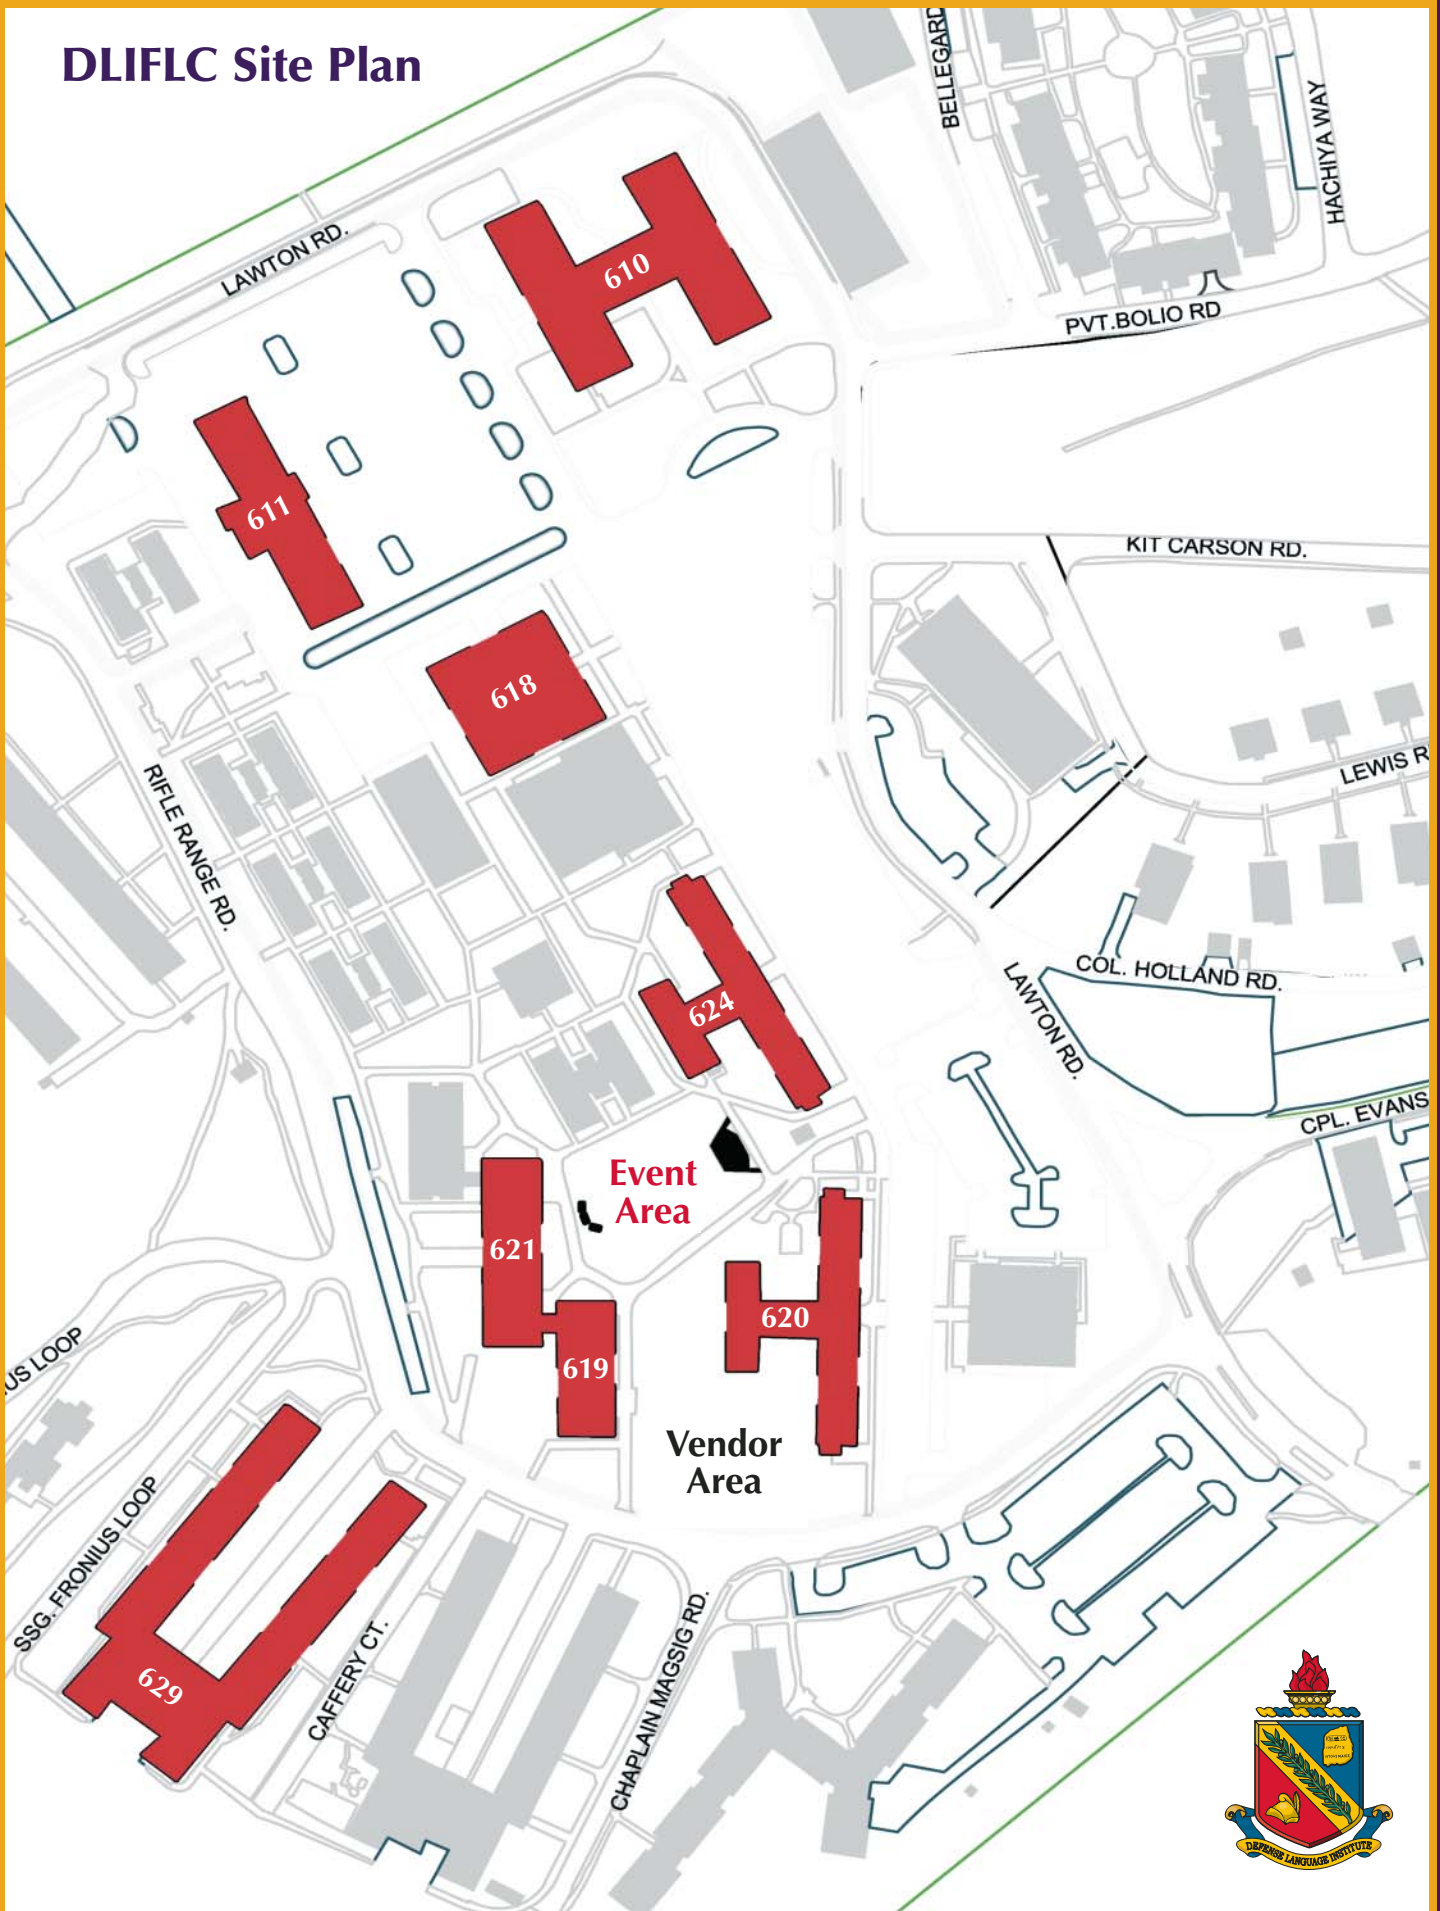 DLIFLC Site Plan
BELLEGARD
HACHIYA WAY
LAWTON RD.
610
PVT.BOLIO RD
611
KIT CARSON RD.
618
LEWIS R
RIFLE RANGE RD.
COL. HOLLAND RD.
624
LAWTON RD.
CPL. EVANS
Event
Area
621
620
619
US LOOP
Vendor
Area
SSG. FRONIUS LOOP
629
CAFFERY CT.
CHAPLAIN MAGSIG RD.
DEFENSE LANGUAGE INSTITUTE